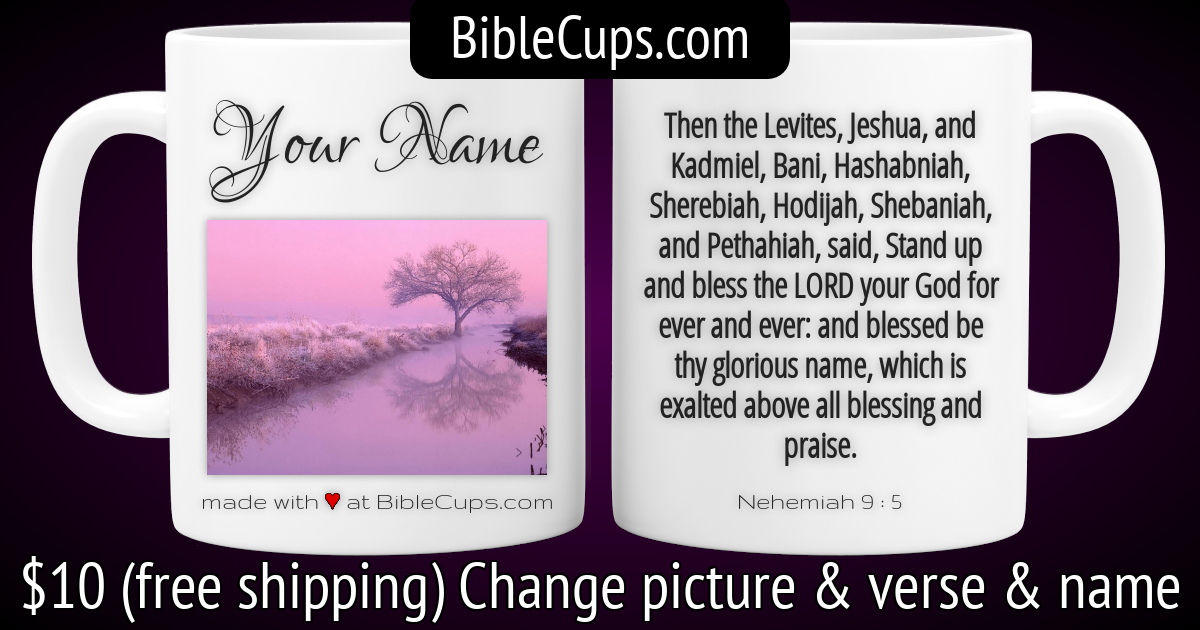 BibleCups.com
Your Name
made with ♥ at BibleCups.com
Then the Levites, Jeshua, and
Kadmiel, Bani, Hashabniah,
Sherebiah, Hodijah, Shebaniah,
and Pethahiah, said, Stand up
and bless the LORD your God for
ever and ever: and blessed be
thy glorious name, which is
exalted above all blessing and
praise.
Nehemiah 9 : 5
$10 (free shipping) Change picture & verse & name